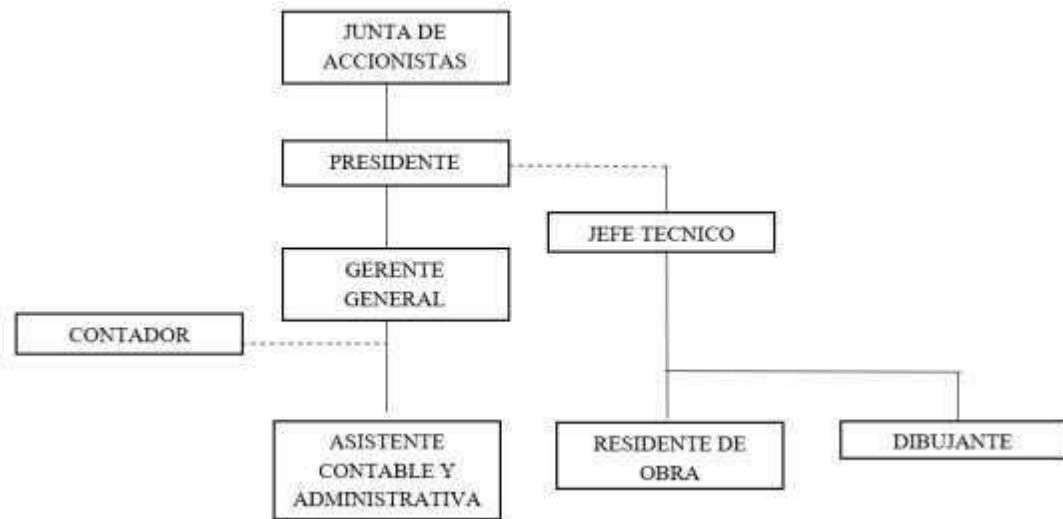 JUNTA DE
ACCIONISTAS
PRESIDENTE
JEFE TECNICO
GERENTE
GENERAL
CONTADOR
ASISTENTE
CONTABLE Y
ADMINISTRATIVA
RESIDENTE DE
OBRA
DIBUJANTE